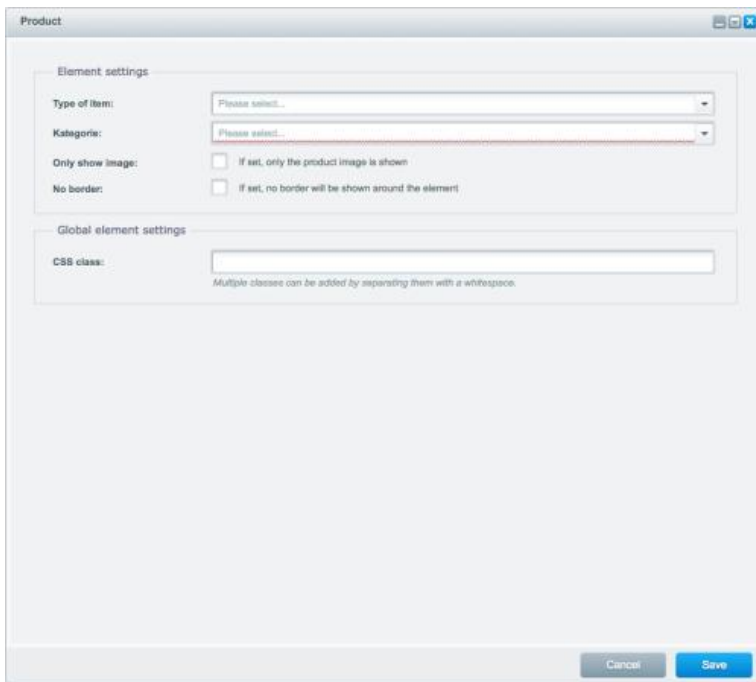 Product
Element settings
Type of item:
Please select...
Kategorie:
Please select...
Only show image:
If set, only the product image is shown
No border:
If set, no border will be shown around the element
Global element settings
CSS class:
Multiple classes can be added by separating them with a whitespace.
Cancel
Save